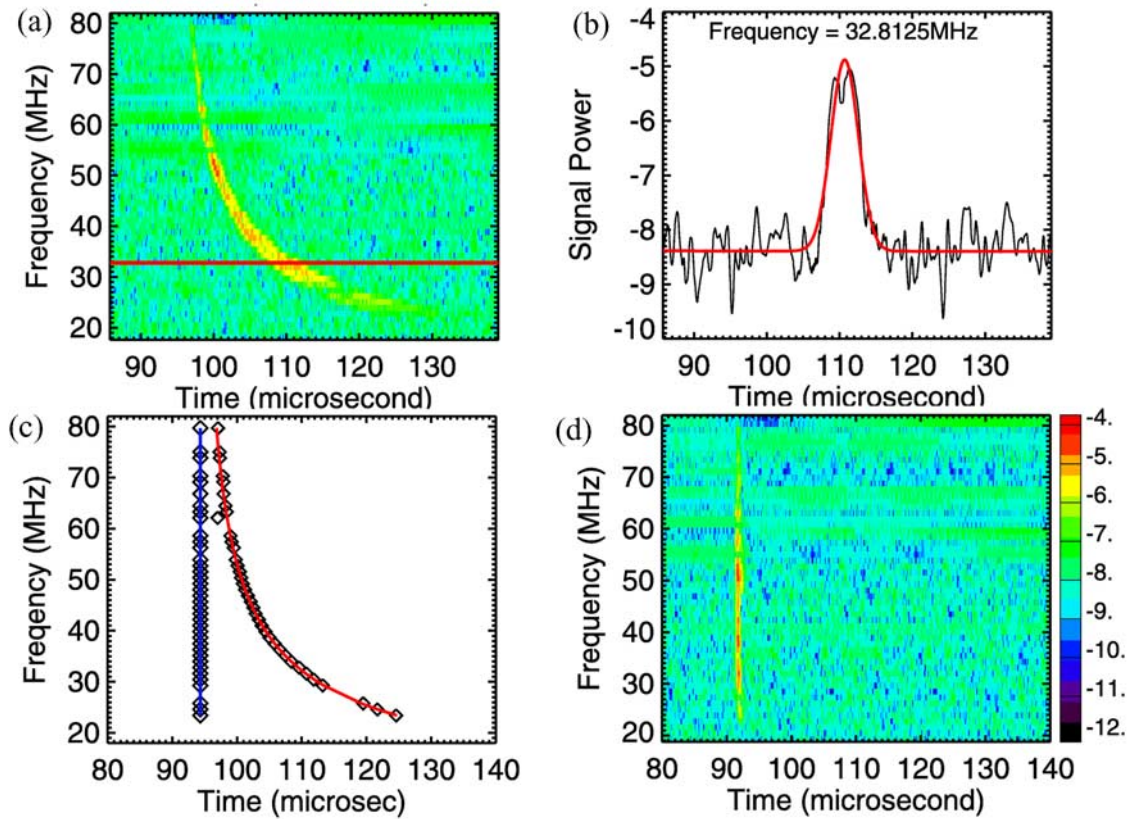 (a)
80
70
60
50
40
30
20
Frequency (MHz)
90 100 110 120 130
Time (microsecond)
(b)
Frequency = 32.8125MHz
-4
-5
-6
-7
-8
-9
-10
Signal Power
90 100 110 120 130
Time (microsecond)
(c)
80
70
60
50
40
30
20
Freqency (MHz)
80 90 100 110 120 130 140
Time (microsec)
(d)
80
70
60
50
40
30
20
Frequency (MHz)
80 90 100 110 120 130 140
Time (microsecond)
-4.
-5.
-6.
-7.
-8.
-9.
-10.
-11.
-12.